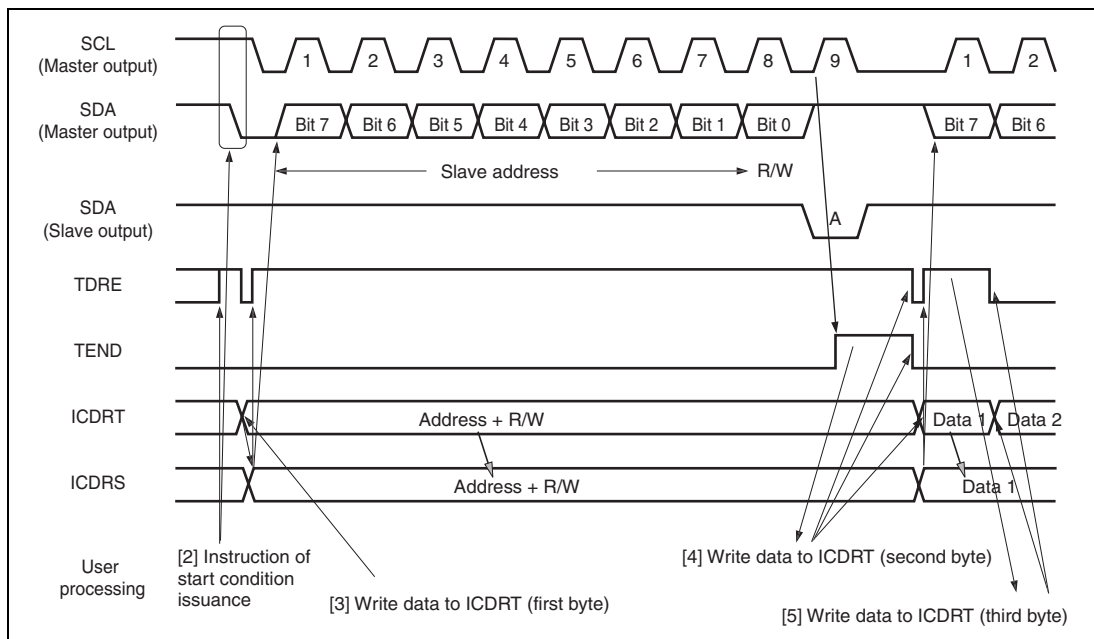 SCL
(Master output)
1 2 3 4 5 6 7 8 9 1 2
SDA
(Master output)
Bit 7 Bit 6 Bit 5 Bit 4 Bit 3 Bit 2 Bit 1 Bit 0 Bit 7 Bit 6
Slave address R/W
SDA
(Slave output)
A
TDRE
TEND
ICDRT
Address + R/W Data 1 Data 2
ICDRS
Address + R/W Data 1
User
processing
[2] Instruction of
start condition
issuance
[3] Write data to ICDRT (first byte)
[4] Write data to ICDRT (second byte)
[5] Write data to ICDRT (third byte)